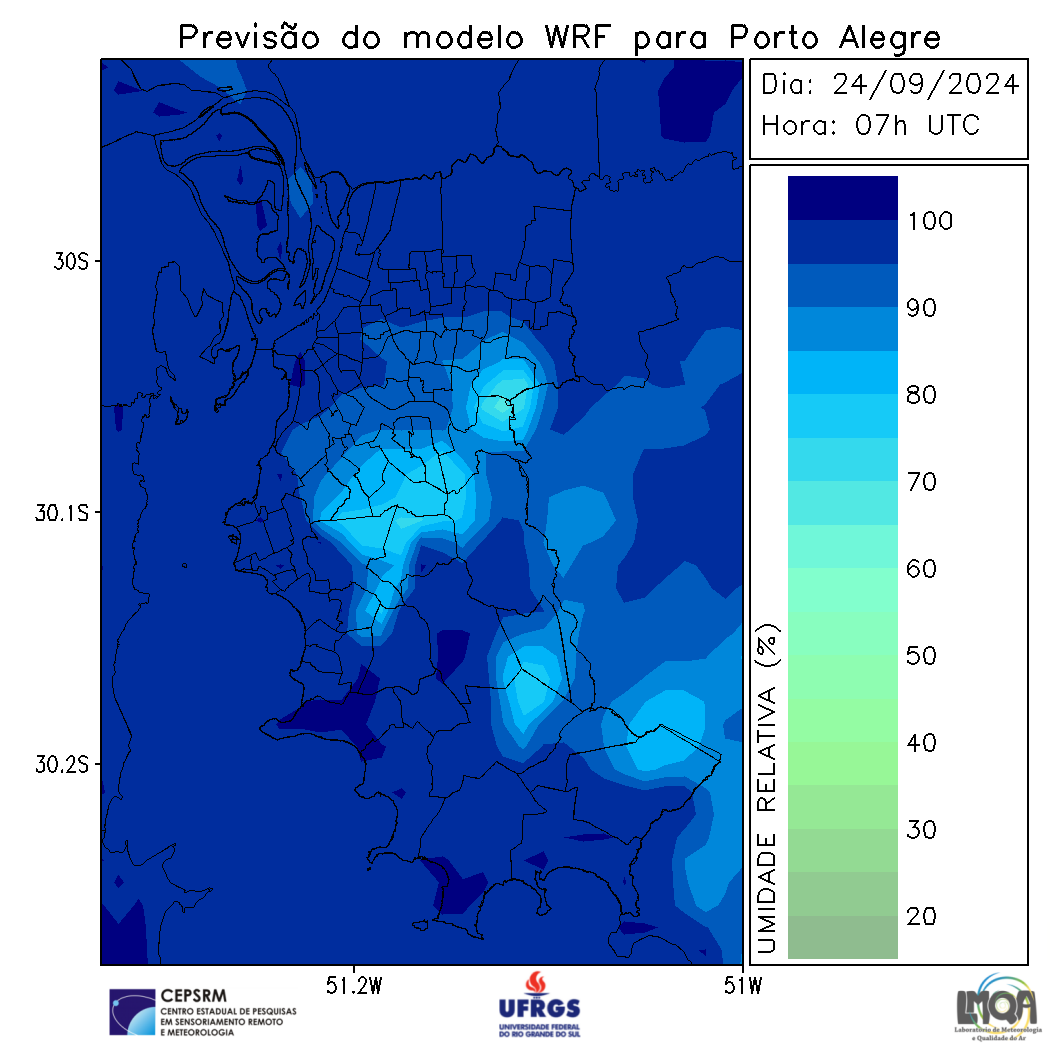 Previsão do modelo WRF para Porto Alegre
Dia: 24/09/2024
Hora: 07h UTC
30S
30.1S
30.2S
51.2W
51W
100
90
80
70
60
50
40
30
20
UMIDADE RELATIVA (%)
CEPSRM
CENTRO ESTADUAL DE PESQUISAS
EM SENSORIAMENTO REMOTO
E METEOROLOGIA
UFRGS
UNIVERSIDADE FEDERAL
DO RIO GRANDE DO SUL
LMQA
Laboratório de Meteorologia
e Qualidade do Ar